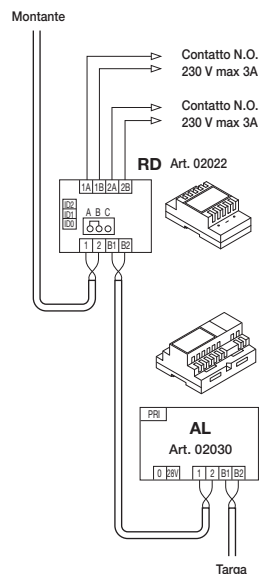 Montante
Contatto N.O.
230 V max 3A
Contatto N.O.
230 V max 3A
RD Art. 02022
1A 1B 2A 2B
ID2
ID1
ID0
A B C
1 2 B1 B2
PRI
AL
Art. 02030
0 28V 1 2 B1 B2
Targa